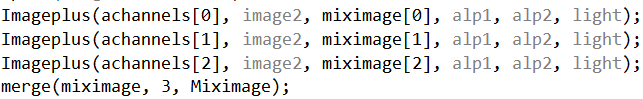 Imageplus(achannels[0], image2, miximage[0], alp1, alp2, light);
Imageplus(achannels[1], image2, miximage[1], alp1, alp2, light);
Imageplus(achannels[2], image2, miximage[2], alp1, alp2, light);
merge(miximage, 3, Miximage);